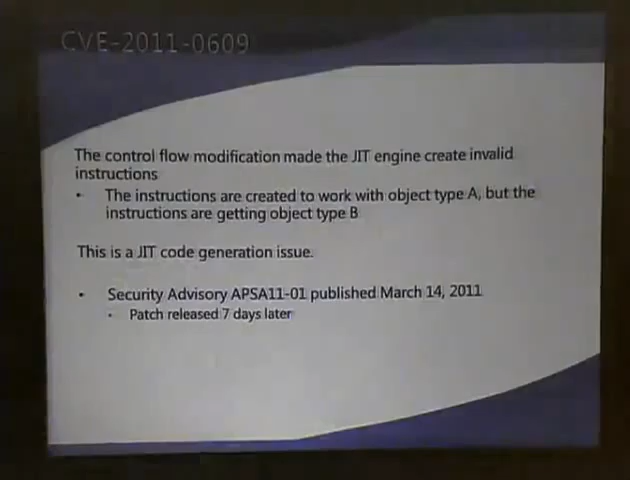 CVE-2011-0609
The control flow modification made the JIT engine create invalid
instructions
• The instructions are created to work with object type A, but the
instructions are getting object type B
This is a JIT code generation issue.
• Security Advisory APSA11-01 published March 14, 2011
• Patch released 7 days later